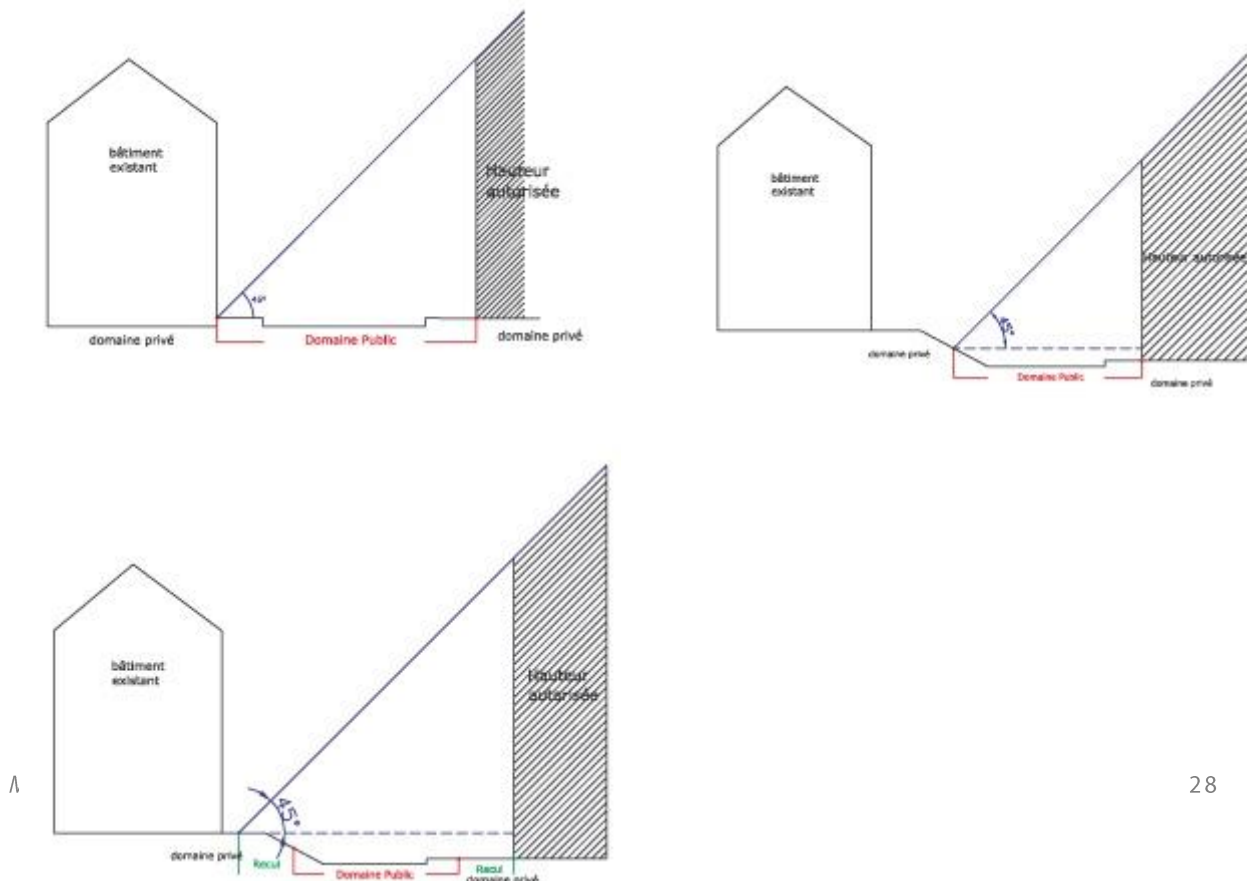 bâtiment
existant
Hauteur
autorisée
45°
domaine privé
Domaine Public
domaine privé
bâtiment
existant
Hauteur autorisée
45°
domaine privé
Domaine Public
domaine privé
bâtiment
existant
Hauteur
autorisée
45°
domaine privé
Recul
Domaine Public
Recul
domaine privé
28